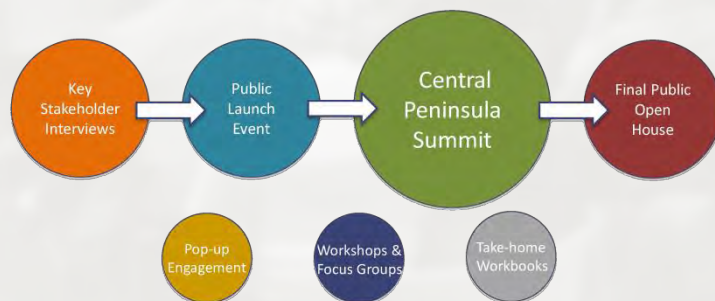 Key
Stakeholder
Interviews
Public
Launch
Event
Central
Peninsula
Summit
Final Public
Open
House
Pop-up
Engagement
Workshops &
Focus Groups
Take-home
Workbooks